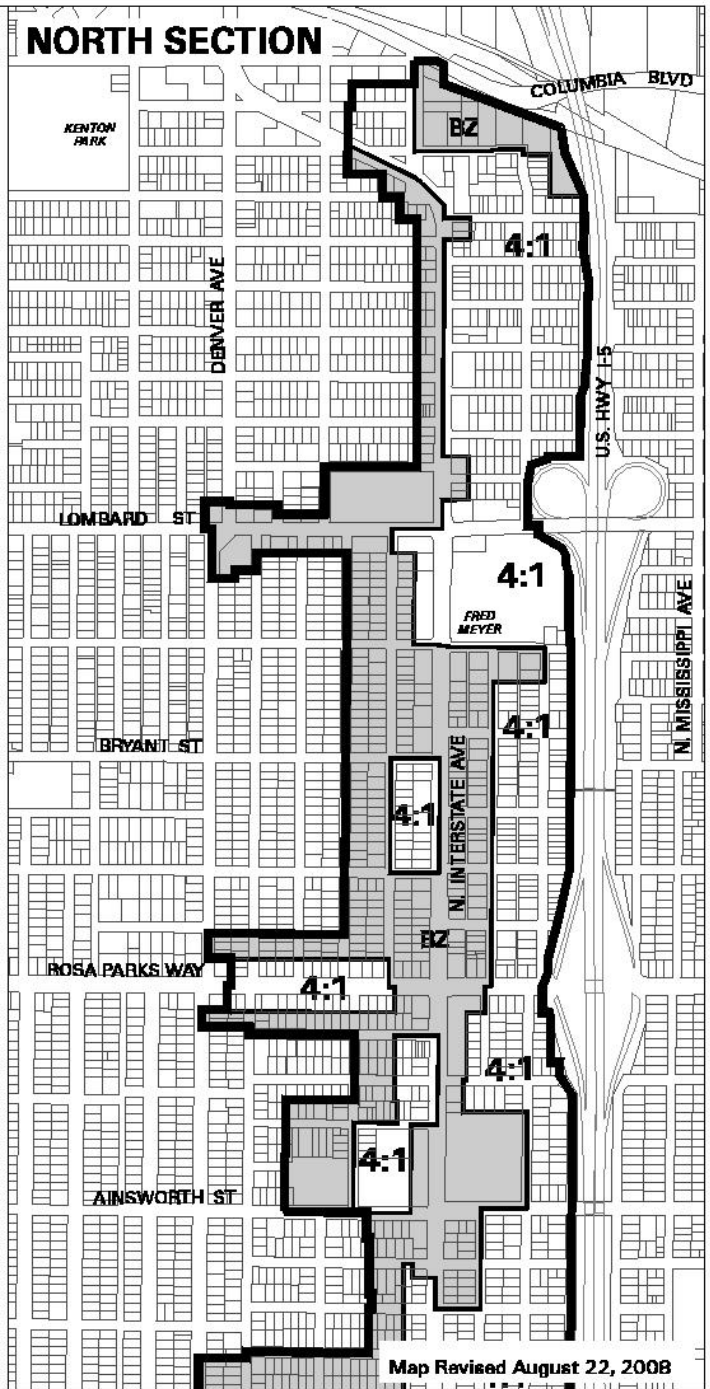 NORTH SECTION
COLUMBIA BLVD
KENTON
PARK
BZ
4:1
DENVER AVE
U.S. HWY I-5
LOMBARD ST
4:1
FRED
MEYER
N. MISSISSIPPI AVE
4:1
BRYANT ST
N. INTERSTATE AVE
4:1
BZ
ROSA PARKS WAY
4:1
4:1
4:1
AINSWORTH ST
Map Revised August 22, 2008